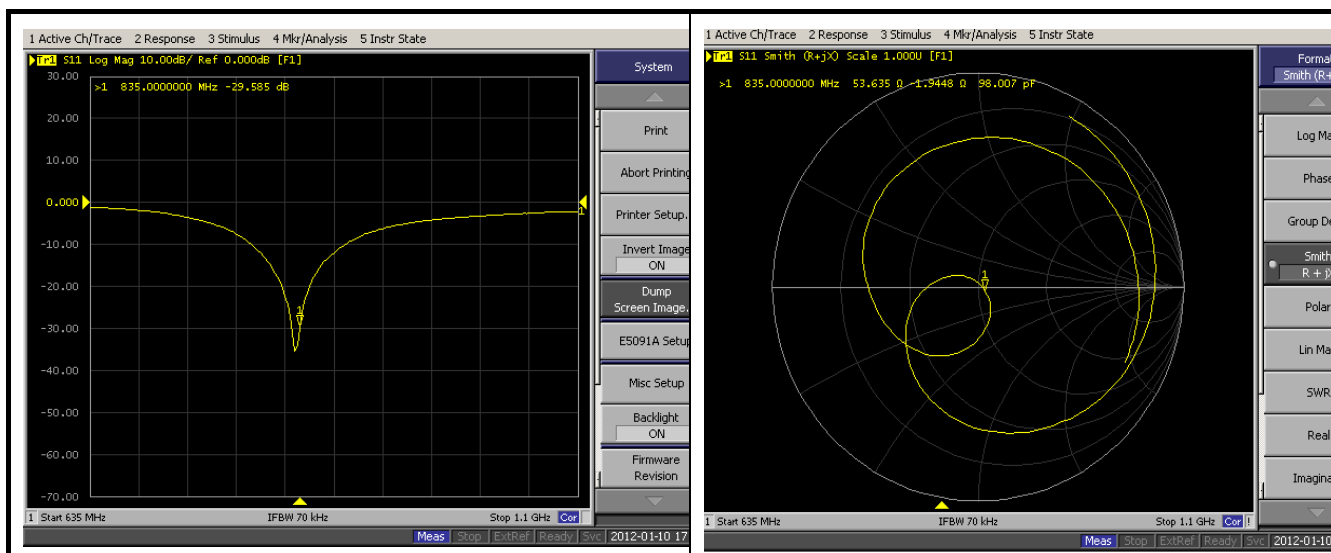 1 Active Ch/Trace 2 Response 3 Stimulus 4 Mkr/Analysis 5 Instr State
Tr1 S11 Log Mag 10.00dB/ Ref 0.000dB [F1]
>1 835.0000000 MHz -29.585 dB
30.00
20.00
10.00
0.000
-10.00
-20.00
-30.00
-40.00
-50.00
-60.00
-70.00
1
1
1 Start 635 MHz IFBW 70 kHz Stop 1.1 GHz Cor
System
Print
Abort Printing
Printer Setup.
Invert Image
ON
Dump
Screen Image.
E5091A Setup
Misc Setup
Backlight
ON
Firmware
Revision
Meas Stop ExtRef Ready Svc 2012-01-10 17
1 Active Ch/Trace 2 Response 3 Stimulus 4 Mkr/Analysis 5 Instr State
Tr1 S11 Smith (R+jX) Scale 1.000U [F1]
>1 835.0000000 MHz 53.635 Ω -1.9448 Ω 98.007 pF
1
1 Start 635 MHz IFBW 70 kHz Stop 1.1 GHz Cor !
Format
Smith (R+
Log Ma
Phase
Group De
Smith
R + j
Polar
Lin Ma
SWR
Real
Imagina
Meas Stop ExtRef Ready Svc 2012-01-10